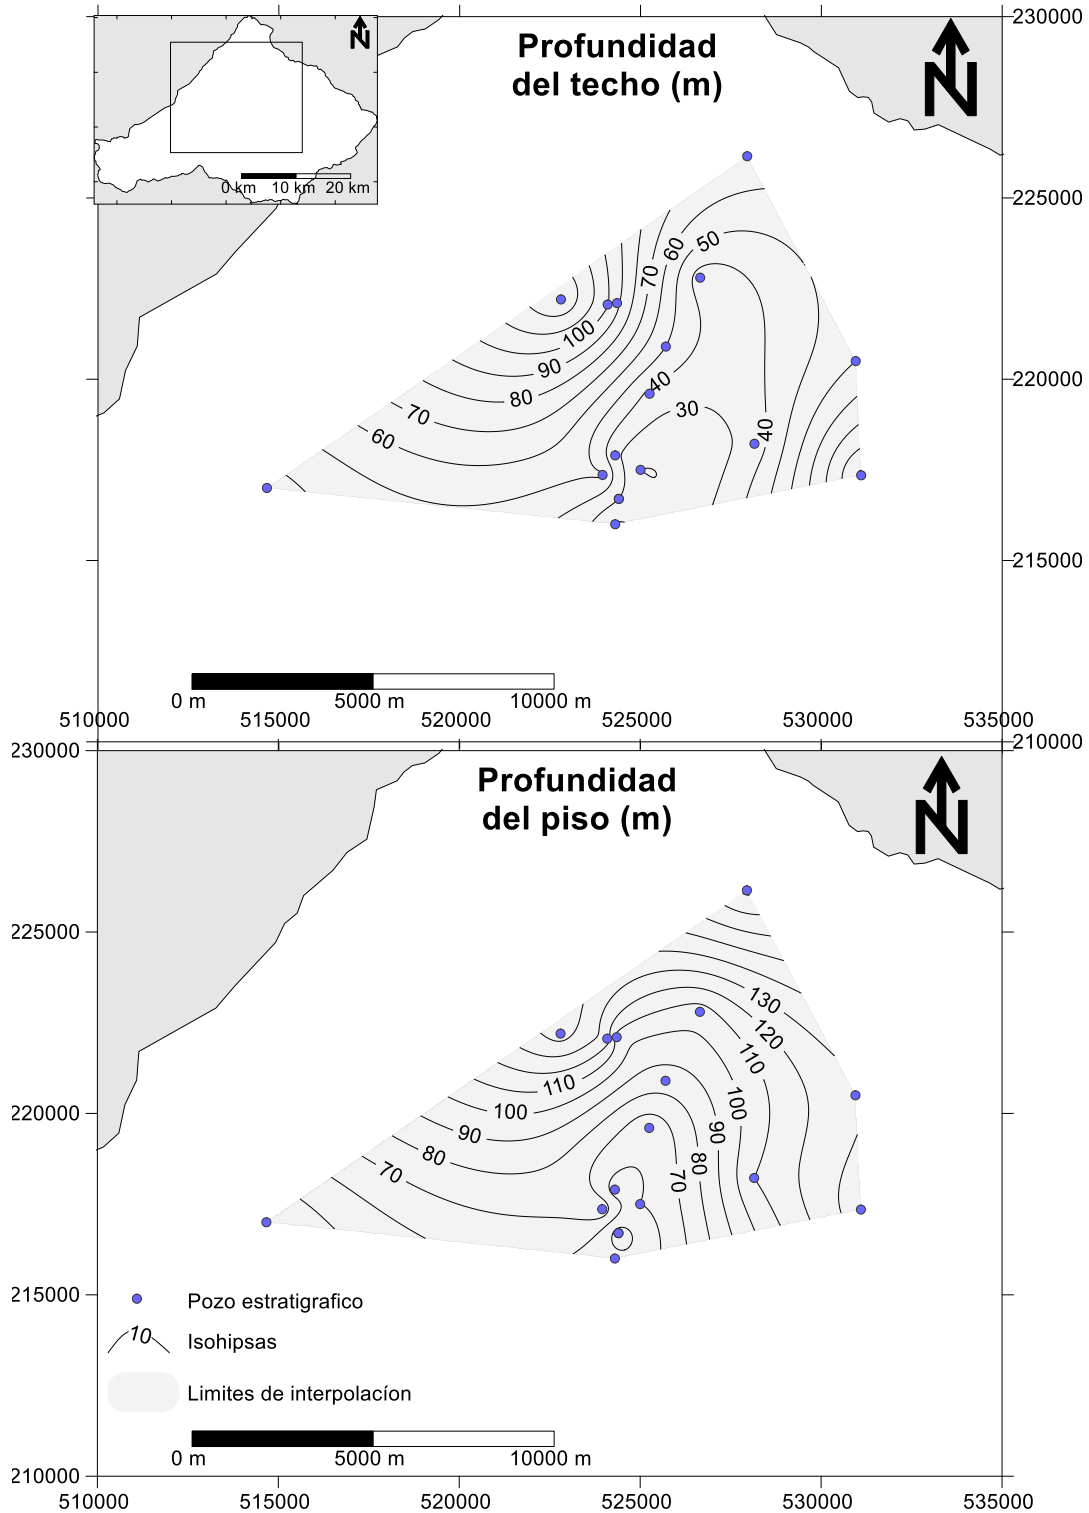 N
0 km 10 km 20 km
Profundidad
del techo (m)
N
230000
225000
220000
215000
210000
50
60
70
100
90
80
70
60
40
30
40
0 m 5000 m 10000 m
510000 515000 520000 525000 530000 535000
230000
225000
220000
215000
210000
Profundidad
del piso (m)
N
130
120
110
100
90
80
70
110
100
90
80
70
Pozo estratigrafico
10
Isohipsas
Limites de interpolacíon
0 m 5000 m 10000 m
510000 515000 520000 525000 530000 535000